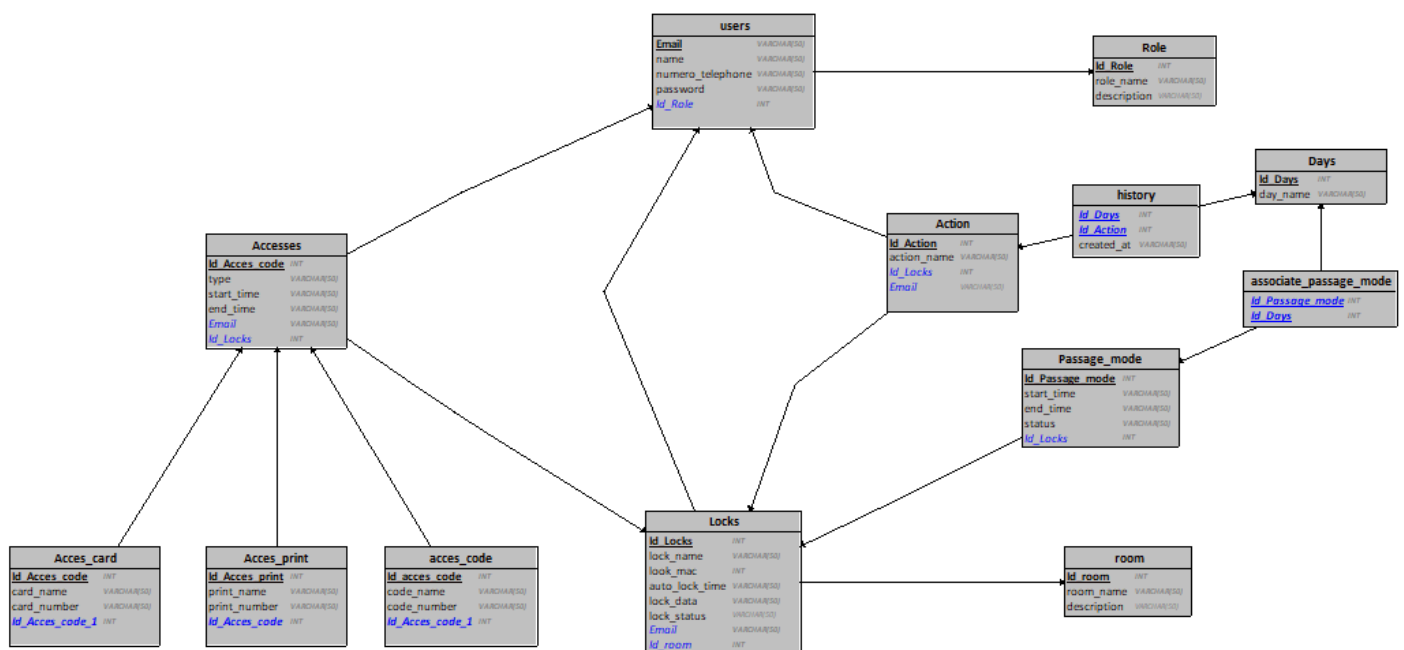 users
Email VARCHAR(50)
name VARCHAR(50)
numero_telephone VARCHAR(50)
password VARCHAR(50)
Id_Role INT
Role
Id_Role INT
role_name VARCHAR(50)
description VARCHAR(50)
Days
Id_Days INT
day_name VARCHAR(50)
history
Id_Days INT
Id_Action INT
created_at VARCHAR(50)
Action
Id_Action INT
action_name VARCHAR(50)
Id_Locks INT
Email VARCHAR(50)
Accesses
Id_Acces_code INT
type VARCHAR(50)
start_time VARCHAR(50)
end_time VARCHAR(50)
Email VARCHAR(50)
Id_Locks INT
associate_passage_mode
Id_Passage_mode INT
Id_Days INT
Passage_mode
Id_Passage_mode INT
start_time VARCHAR(50)
end_time VARCHAR(50)
status VARCHAR(50)
Id_Locks INT
Locks
Id_Locks INT
lock_name VARCHAR(50)
look_mac INT
auto_lock_time VARCHAR(50)
lock_data VARCHAR(50)
lock_status VARCHAR(50)
Email VARCHAR(50)
Id_room INT
Acces_card
Id_Acces_code INT
card_name VARCHAR(50)
card_number VARCHAR(50)
Id_Acces_code_1 INT
Acces_print
Id_Acces_print INT
print_name VARCHAR(50)
print_number VARCHAR(50)
Id_Acces_code INT
acces_code
Id_acces_code INT
code_name VARCHAR(50)
code_number VARCHAR(50)
Id_Acces_code_1 INT
room
Id_room INT
room_name VARCHAR(50)
description VARCHAR(50)